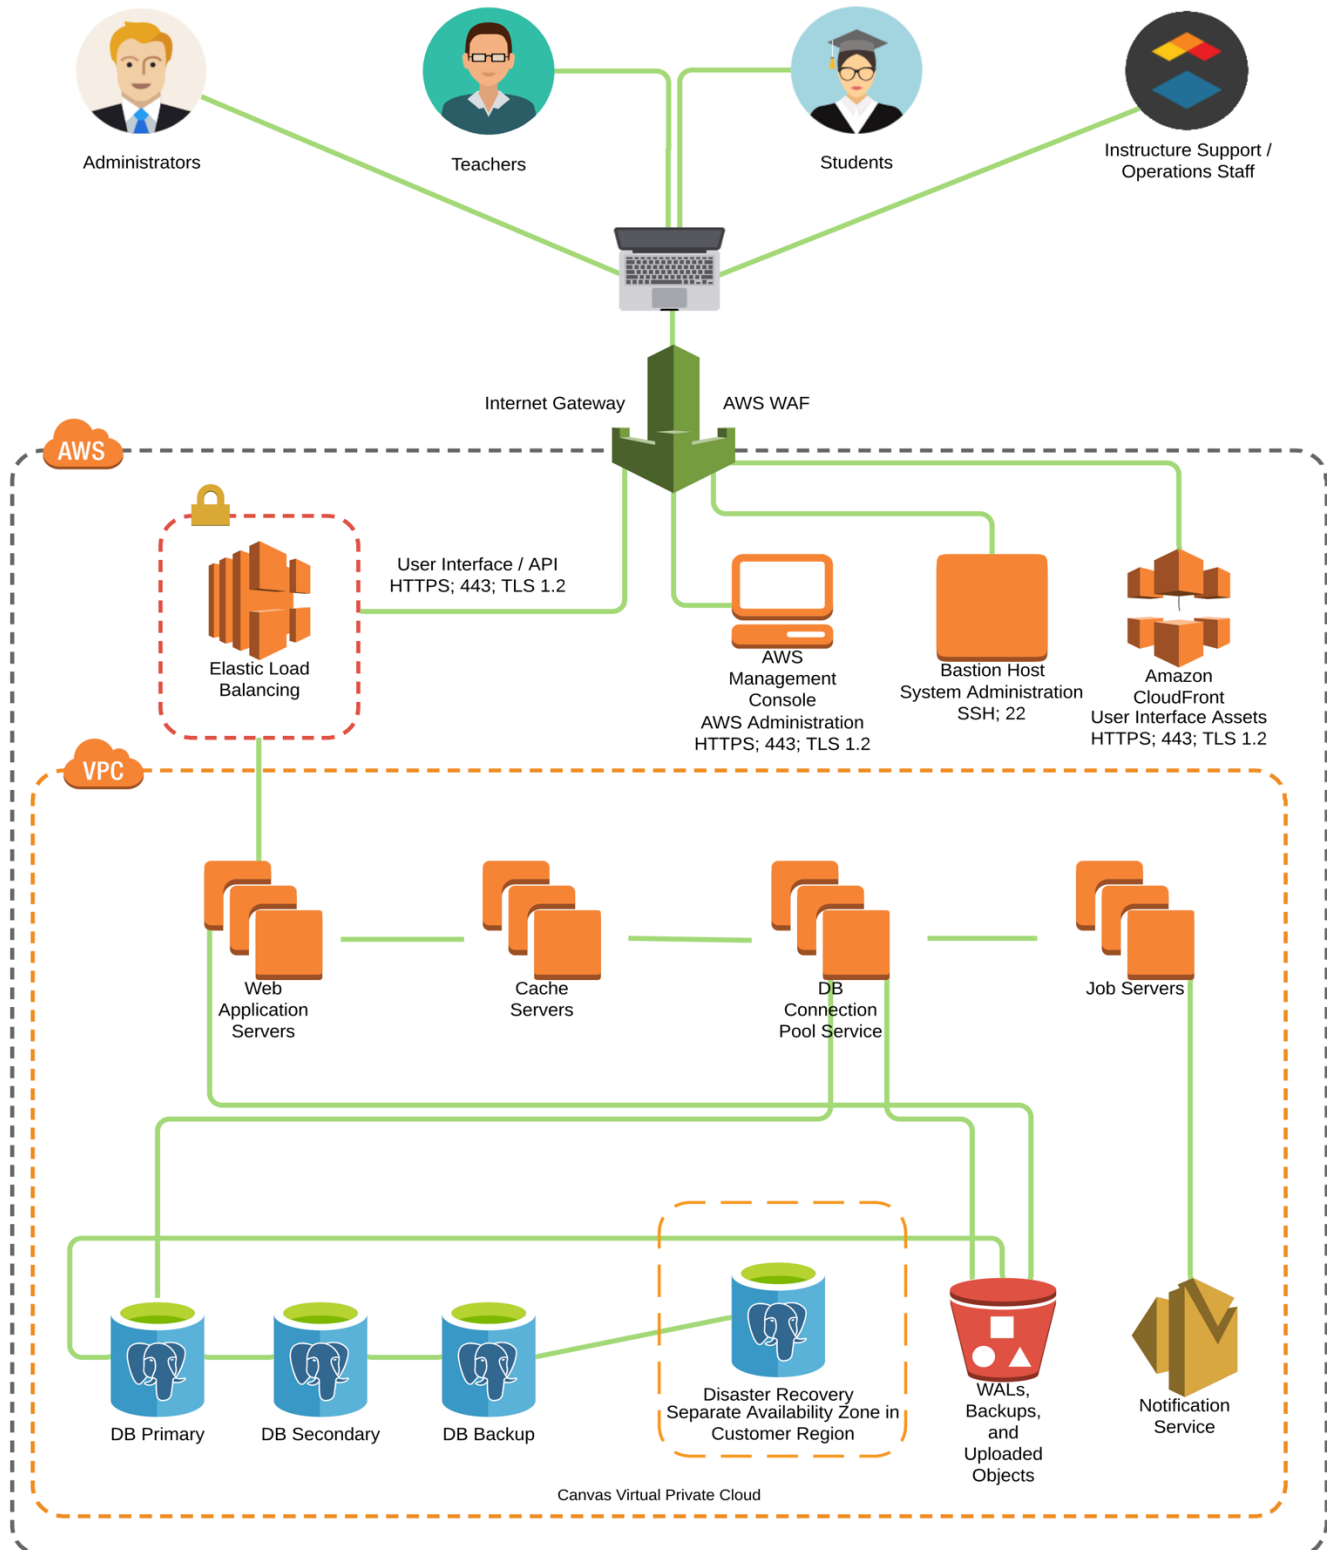 Administrators
Teachers
Students
Instructure Support /
Operations Staff
Internet Gateway
AWS WAF
AWS
User Interface / API
HTTPS; 443; TLS 1.2
Elastic Load
Balancing
AWS
Management
Console
AWS Administration
HTTPS; 443; TLS 1.2
Bastion Host
System Administration
SSH; 22
Amazon
CloudFront
User Interface Assets
HTTPS; 443; TLS 1.2
VPC
Web
Application
Servers
Cache
Servers
DB
Connection
Pool Service
Job Servers
DB Primary
DB Secondary
DB Backup
Disaster Recovery
Separate Availability Zone in
Customer Region
WALs,
Backups,
and
Uploaded
Objects
Notification
Service
Canvas Virtual Private Cloud